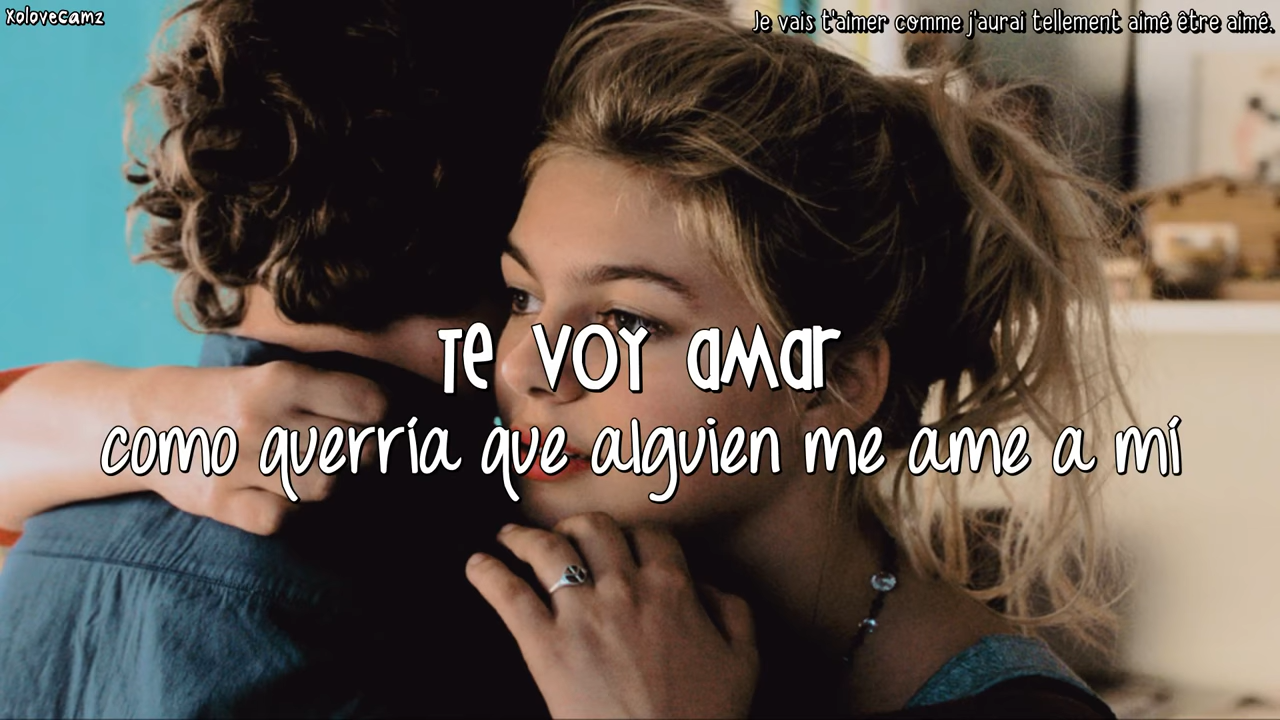 XoloveCamz
Je vais t'aimer comme j'aurai tellement aimé être aimé.
Te voy amar
como querría que alguien me ame a mí